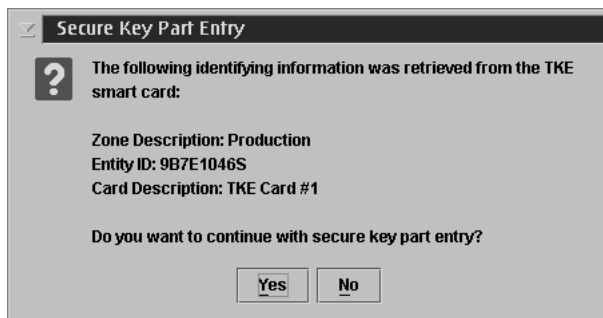 Secure Key Part Entry
The following identifying information was retrieved from the TKE
smart card:
Zone Description: Production
Entity ID: 9B7E1046S
Card Description: TKE Card #1
Do you want to continue with secure key part entry?
Yes No